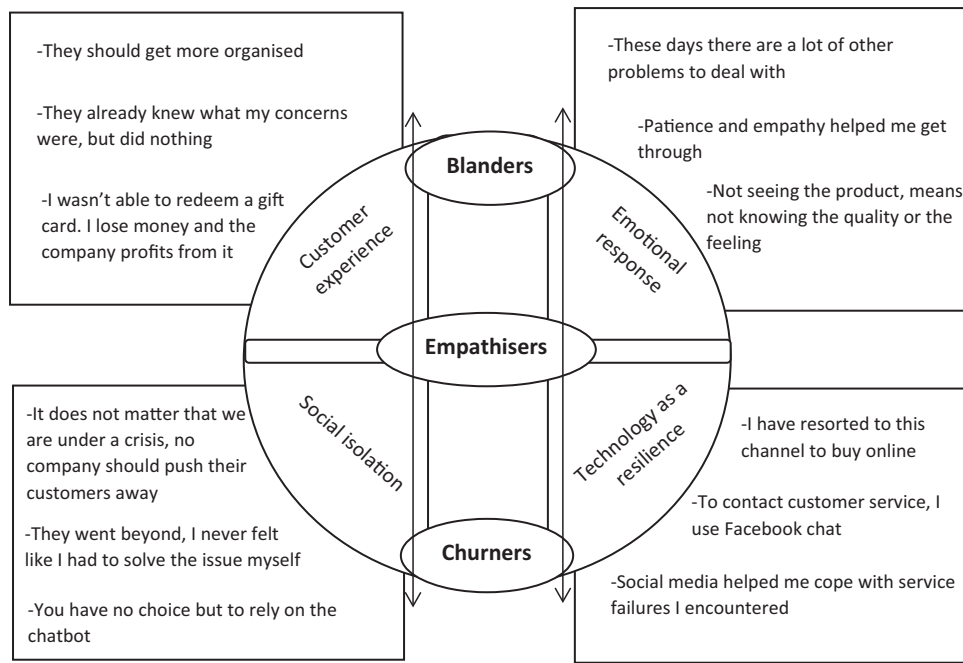 -They should get more organised
-They already knew what my concerns
were, but did nothing
-I wasn’t able to redeem a gift
card. I lose money and the
company profits from it
-These days there are a lot of other
problems to deal with
-Patience and empathy helped me get
through
-Not seeing the product, means
not knowing the quality or the
feeling
Blanders
Customer
experience
Emotional
response
Empathisers
Social isolation
Technology as a
resilience
Churners
-It does not matter that we
are under a crisis, no
company should push their
customers away
-They went beyond, I never felt
like I had to solve the issue myself
-You have no choice but to rely on the
chatbot
-I have resorted to this
channel to buy online
-To contact customer service, I
use Facebook chat
-Social media helped me cope with service
failures I encountered